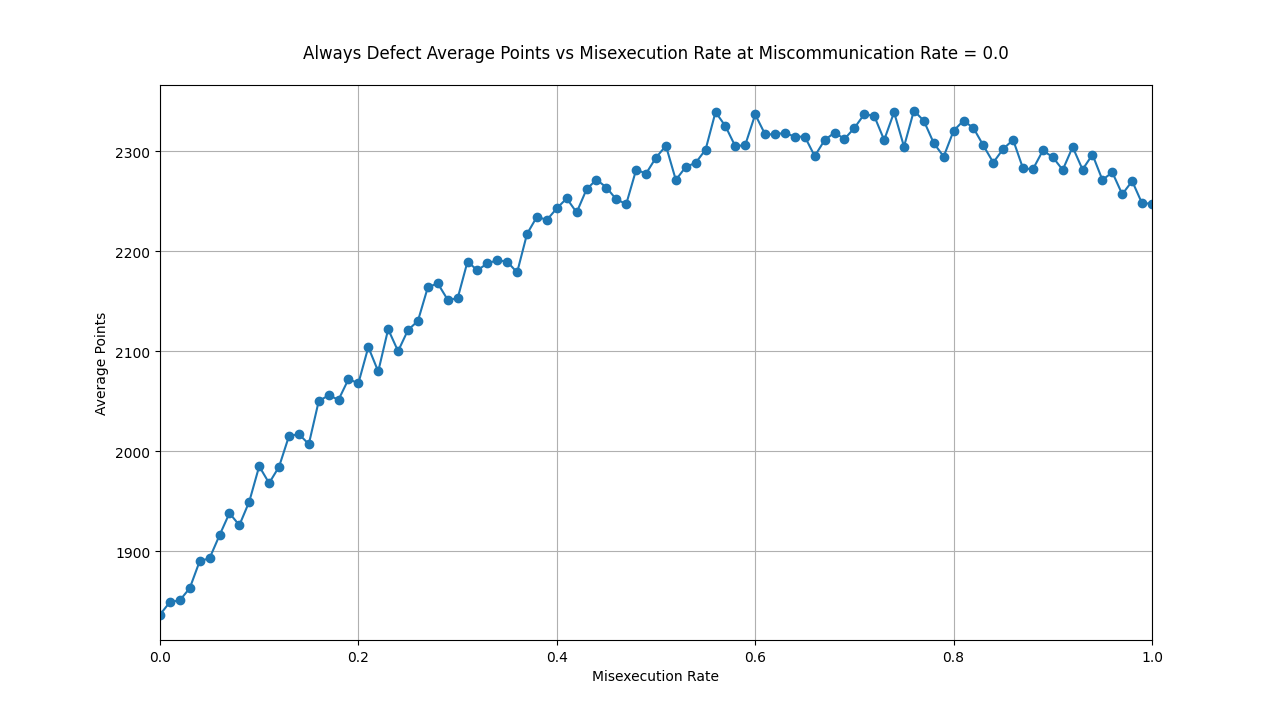 Always Defect Average Points vs Misexecution Rate at Miscommunication Rate = 0.0
2300
2200
2100
2000
1900
Average Points
0.0 0.2 0.4 0.6 0.8 1.0
Misexecution Rate